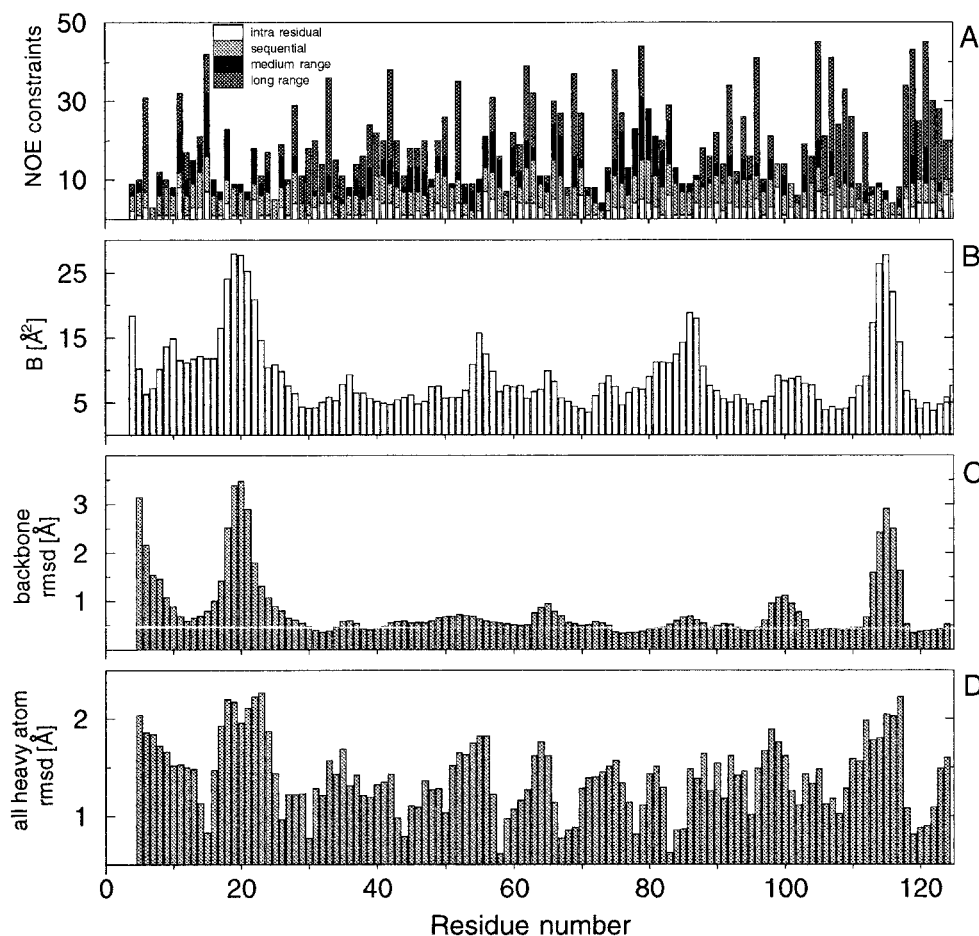 A
50
30
10
NOE constraints
intra residual
sequential
medium range
long range
B
25
15
5
B [Å²]
C
3
2
1
backbone
rmsd [Å]
D
2
1
all heavy atom
rmsd [Å]
0 20 40 60 80 100 120
Residue number